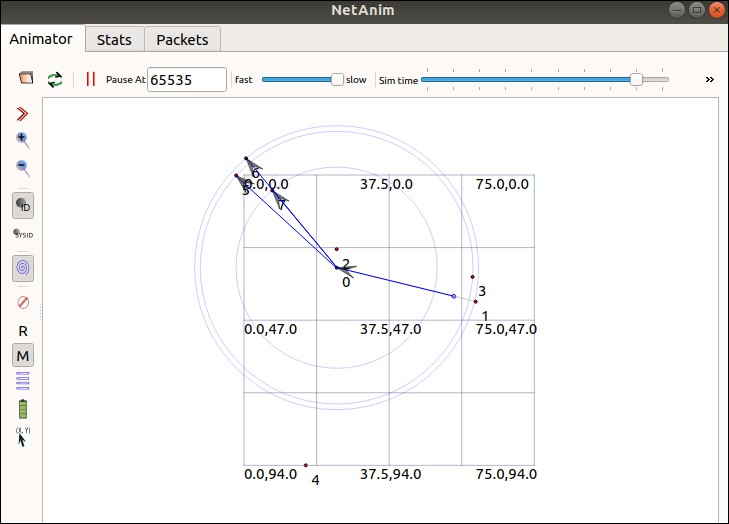 NetAnim
Animator Stats Packets
Pause At 65535 fast slow Sim time »
ID
SYSID
R
M
(X, Y)
6
0.0,0.0 37.5,0.0 75.0,0.0
5
7
2
0
3
1
0.0,47.0 37.5,47.0 75.0,47.0
0.0,94.0 37.5,94.0 75.0,94.0
4